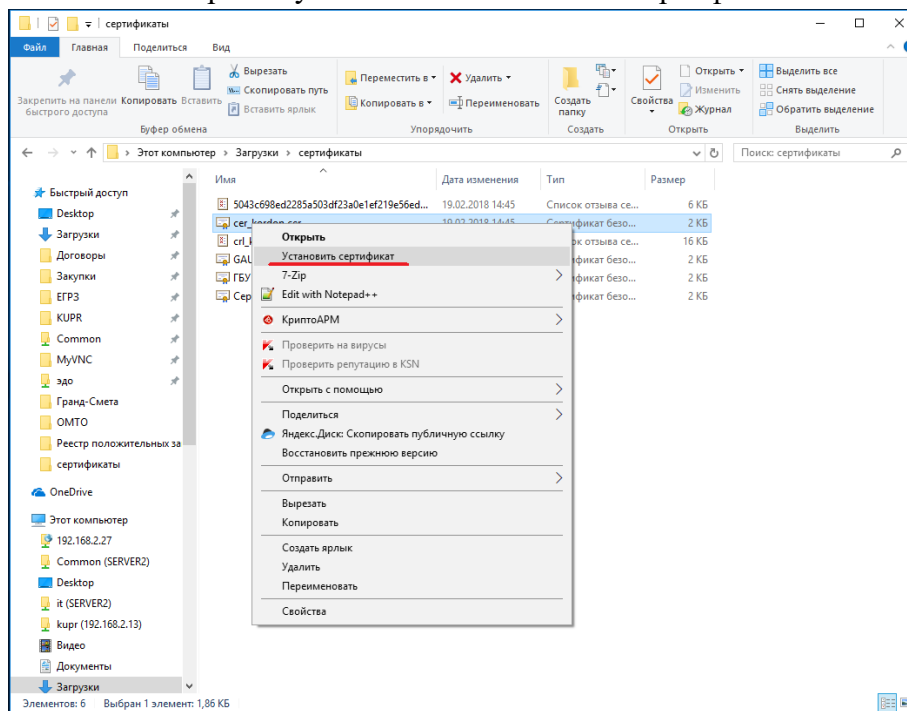 сертификаты
Файл Главная Поделиться Вид
Закрепить на панели быстрого доступа
Копировать
Вставить
Вырезать
Скопировать путь
Вставить ярлык
Буфер обмена
Переместить в
Копировать в
Удалить
Переименовать
Упорядочить
Создать папку
Создать
Свойства
Открыть
Изменить
Журнал
Открыть
Выделить все
Снять выделение
Обратить выделение
Выделить
Этот компьютер › Загрузки › сертификаты
Поиск: сертификаты
Имя Дата изменения Тип Размер
5043c698ed2285a503df23a0e1ef219e56ed... 19.02.2018 14:45 Список отзыва се... 6 КБ
cer_kordon.cer 19.02.2018 14:45 Сертификат безо... 2 КБ
16 КБ
2 КБ
ГБУ 2 КБ
2 КБ
Быстрый доступ
Desktop
Загрузки
Договоры
Закупки
ЕГРЗ
KUPR
Common
MyVNC
эдо
Гранд-Смета
ОМТО
Реестр положительных за
сертификаты
OneDrive
Этот компьютер
192.168.2.27
Common (SERVER2)
Desktop
it (SERVER2)
kupr (192.168.2.13)
Видео
Документы
Загрузки
Открыть
Установить сертификат
7-Zip
Edit with Notepad++
КриптоАРМ
Проверить на вирусы
Проверить репутацию в KSN
Открыть с помощью
Поделиться
Яндекс.Диск: Скопировать публичную ссылку
Восстановить прежнюю версию
Отправить
Вырезать
Копировать
Создать ярлык
Удалить
Переименовать
Свойства
Элементов: 6 Выбран 1 элемент: 1,86 КБ